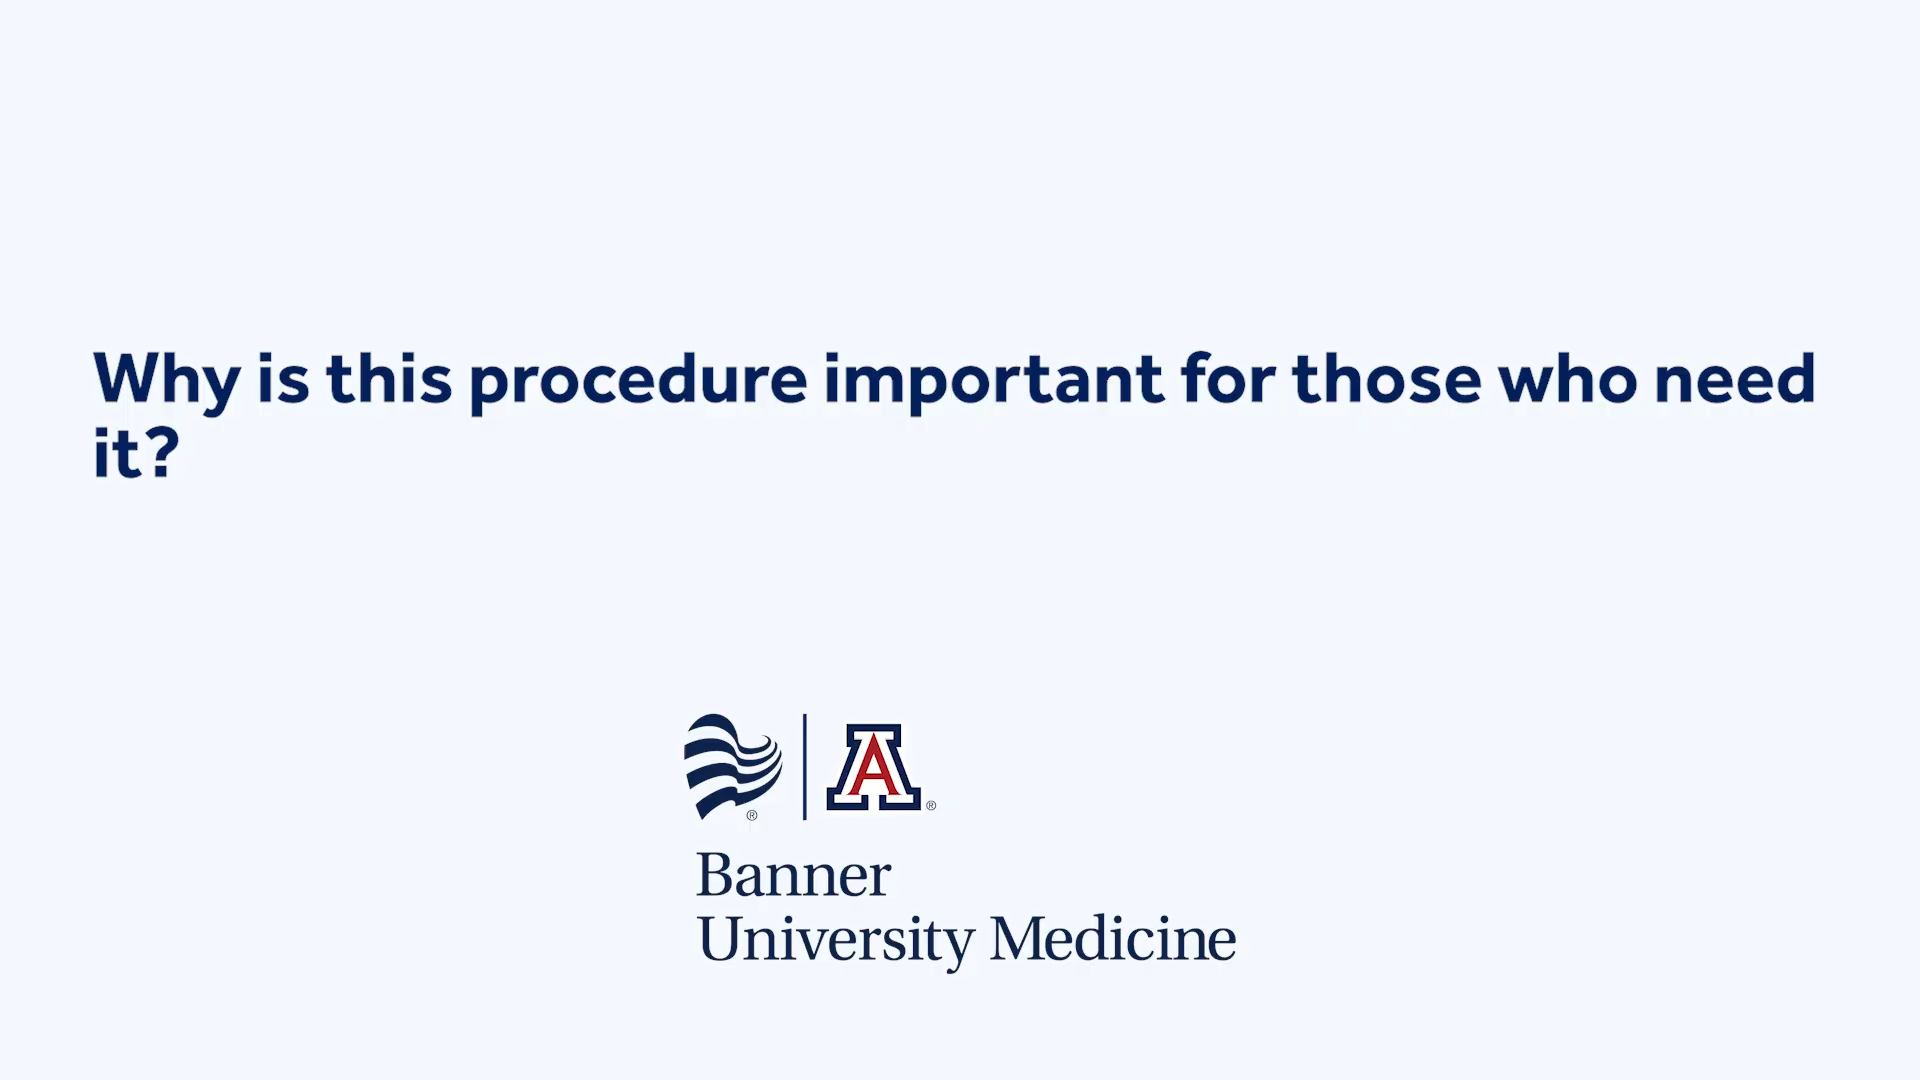 Why is this procedure important for those who need
it?
A
®
®
Banner
University Medicine